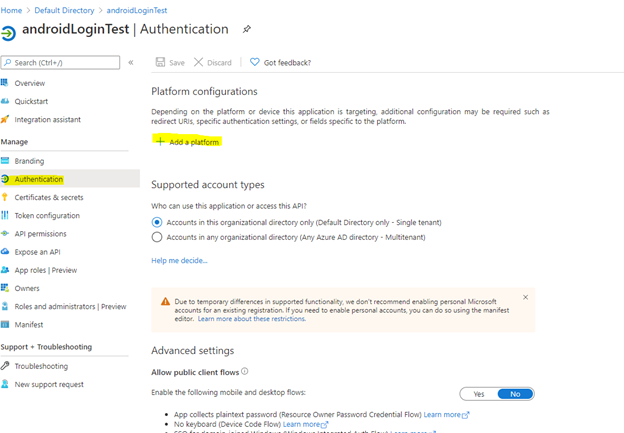 Home > Default Directory > androidLoginTest
androidLoginTest | Authentication
Search (Ctrl+/)
«
Save
Discard
Got feedback?
Overview
Quickstart
Integration assistant
Manage
Branding
Authentication
Certificates & secrets
Token configuration
API permissions
Expose an API
App roles | Preview
Owners
Roles and administrators | Preview
Manifest
Support + Troubleshooting
Troubleshooting
New support request
Platform configurations
Depending on the platform or device this application is targeting, additional configuration may be required such as
redirect URIs, specific authentication settings, or fields specific to the platform.
+ Add a platform
Supported account types
Who can use this application or access this API?
Accounts in this organizational directory only (Default Directory only - Single tenant)
Accounts in any organizational directory (Any Azure AD directory - Multitenant)
Help me decide...
Due to temporary differences in supported functionality, we don't recommend enabling personal Microsoft
accounts for an existing registration. If you need to enable personal accounts, you can do so using the manifest
editor. Learn more about these restrictions.
Advanced settings
Allow public client flows
Enable the following mobile and desktop flows:
Yes
No
• App collects plaintext password (Resource Owner Password Credential Flow) Learn more
• No keyboard (Device Code Flow) Learn more